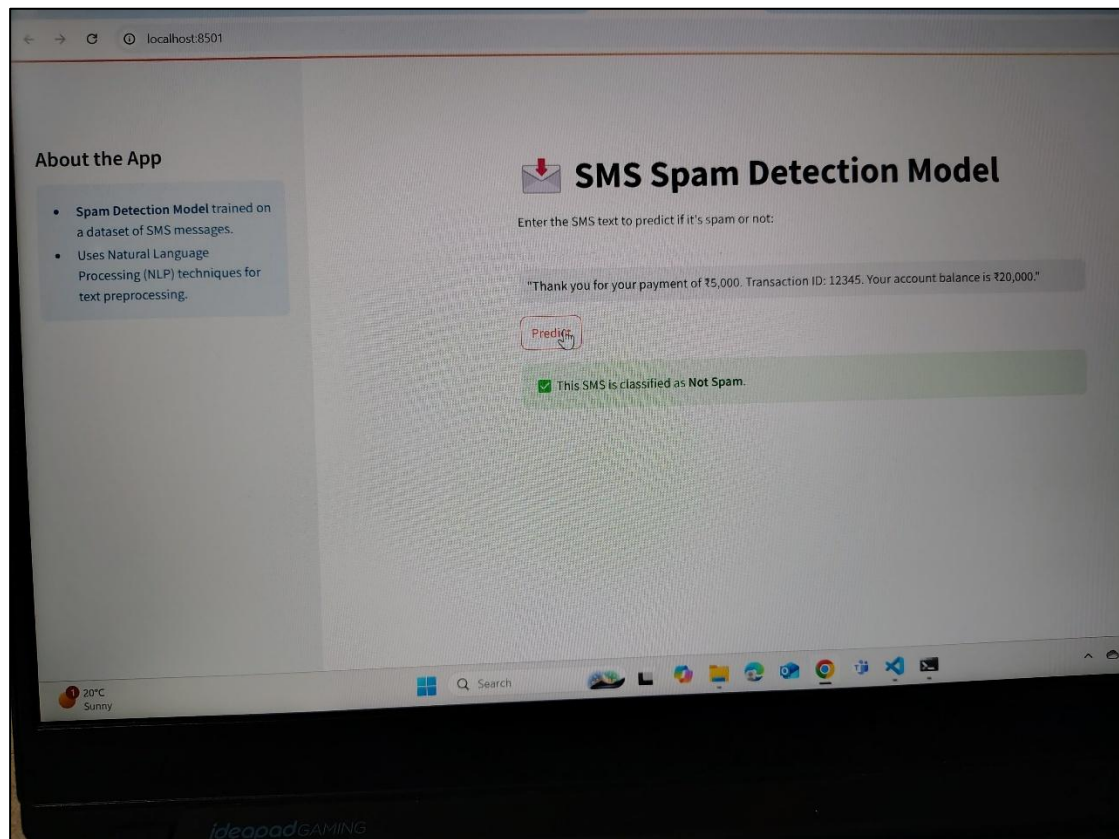 localhost:8501
About the App
• Spam Detection Model trained on
a dataset of SMS messages.
• Uses Natural Language
Processing (NLP) techniques for
text preprocessing.
SMS Spam Detection Model
Enter the SMS text to predict if it's spam or not:
"Thank you for your payment of ₹5,000. Transaction ID: 12345. Your account balance is ₹20,000."
Predict
This SMS is classified as Not Spam.
1
20°C
Sunny
Search
ideapad GAMING